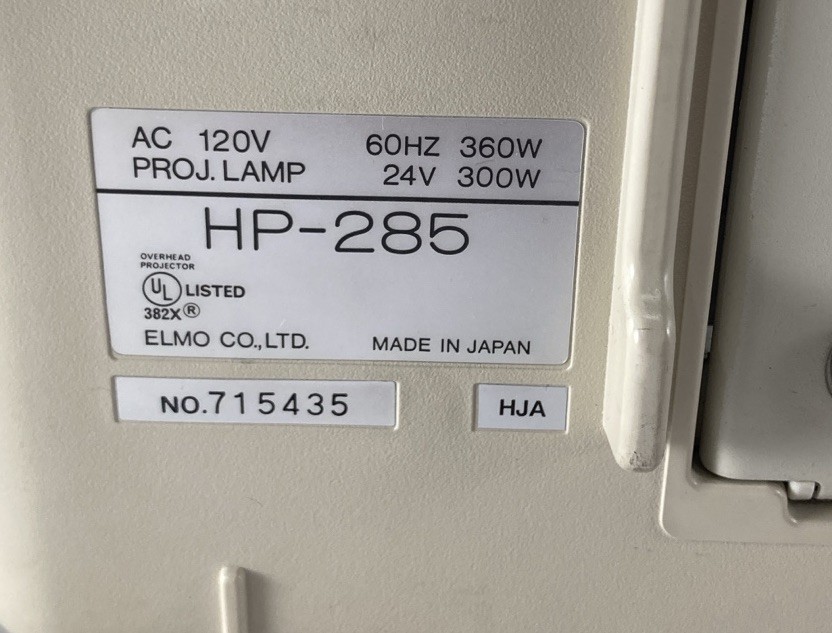 AC 120V 60HZ 360W
PROJ. LAMP 24V 300W
HP-285
OVERHEAD
PROJECTOR
UL LISTED
382X®
ELMO CO.,LTD. MADE IN JAPAN
NO.715435 HJA